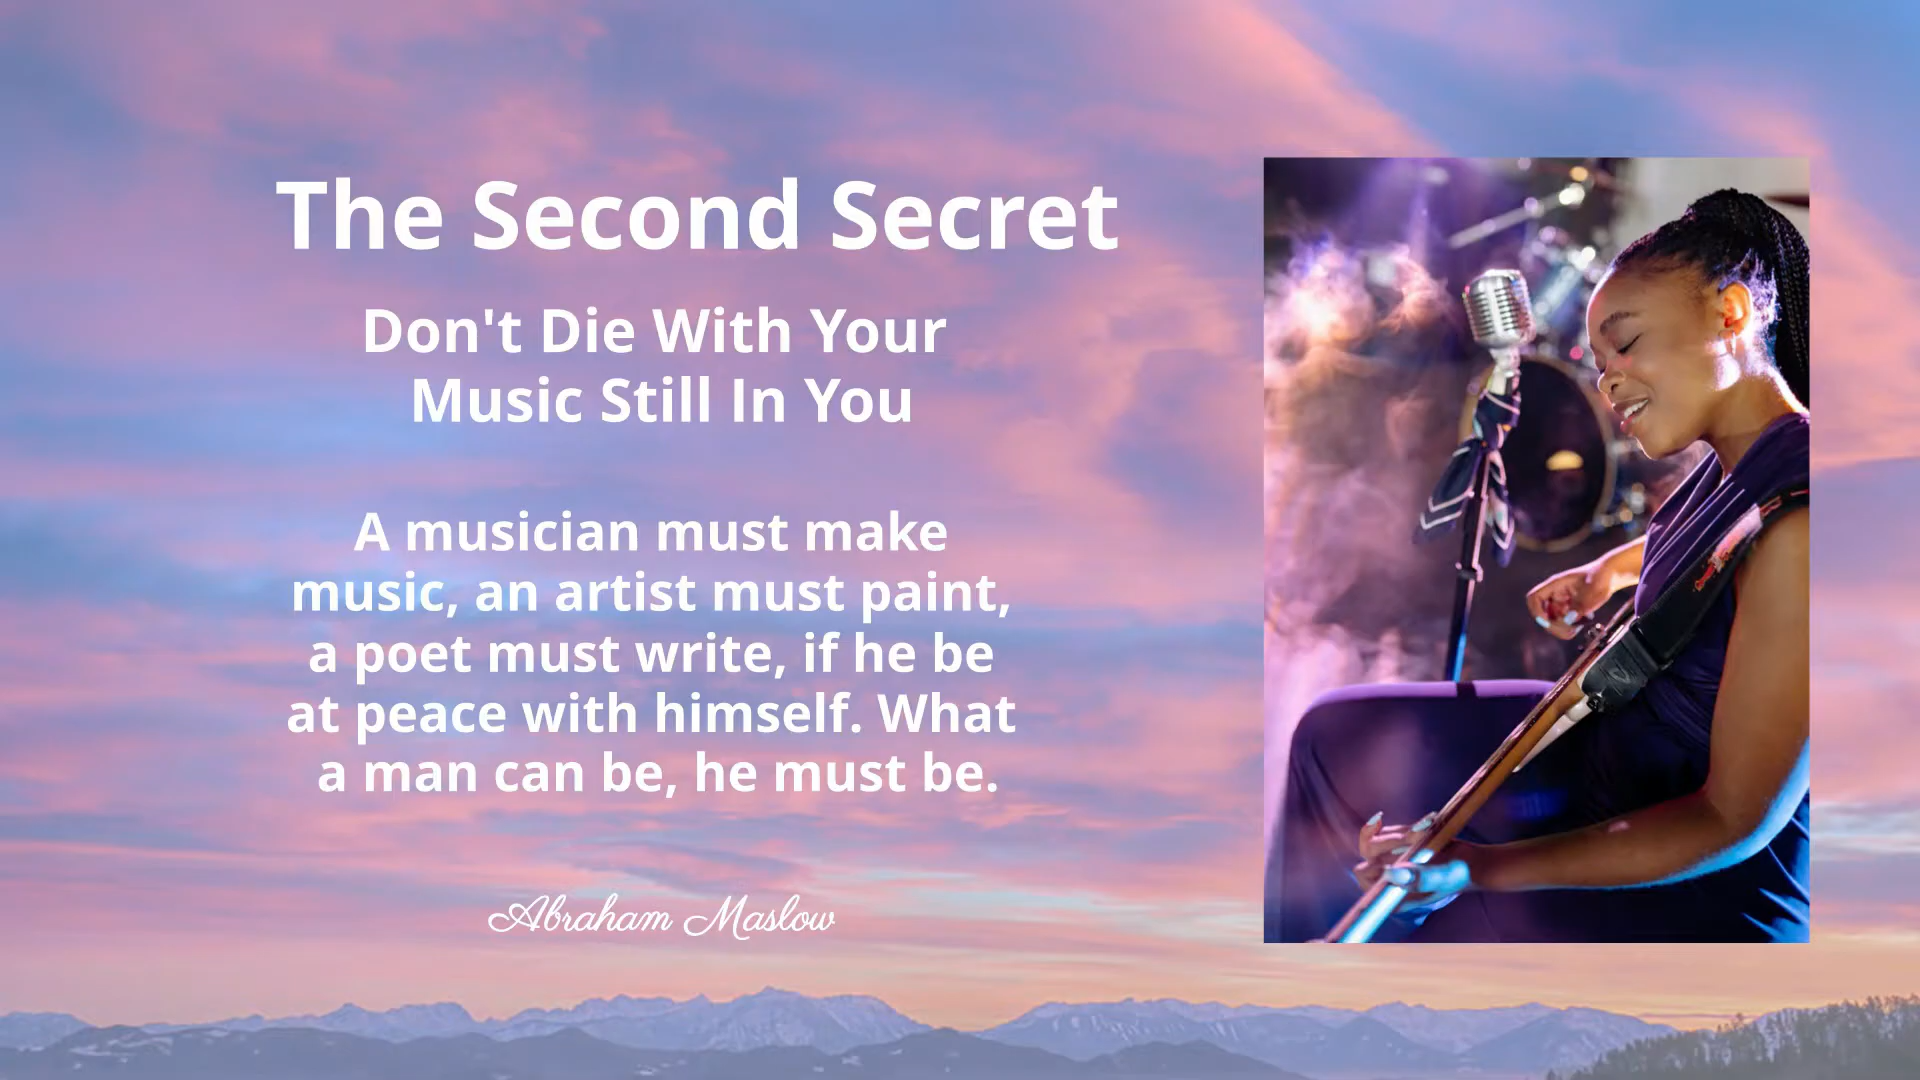 The Second Secret
Don't Die With Your
Music Still In You
A musician must make
music, an artist must paint,
a poet must write, if he be
at peace with himself. What
a man can be, he must be.
Abraham Maslow